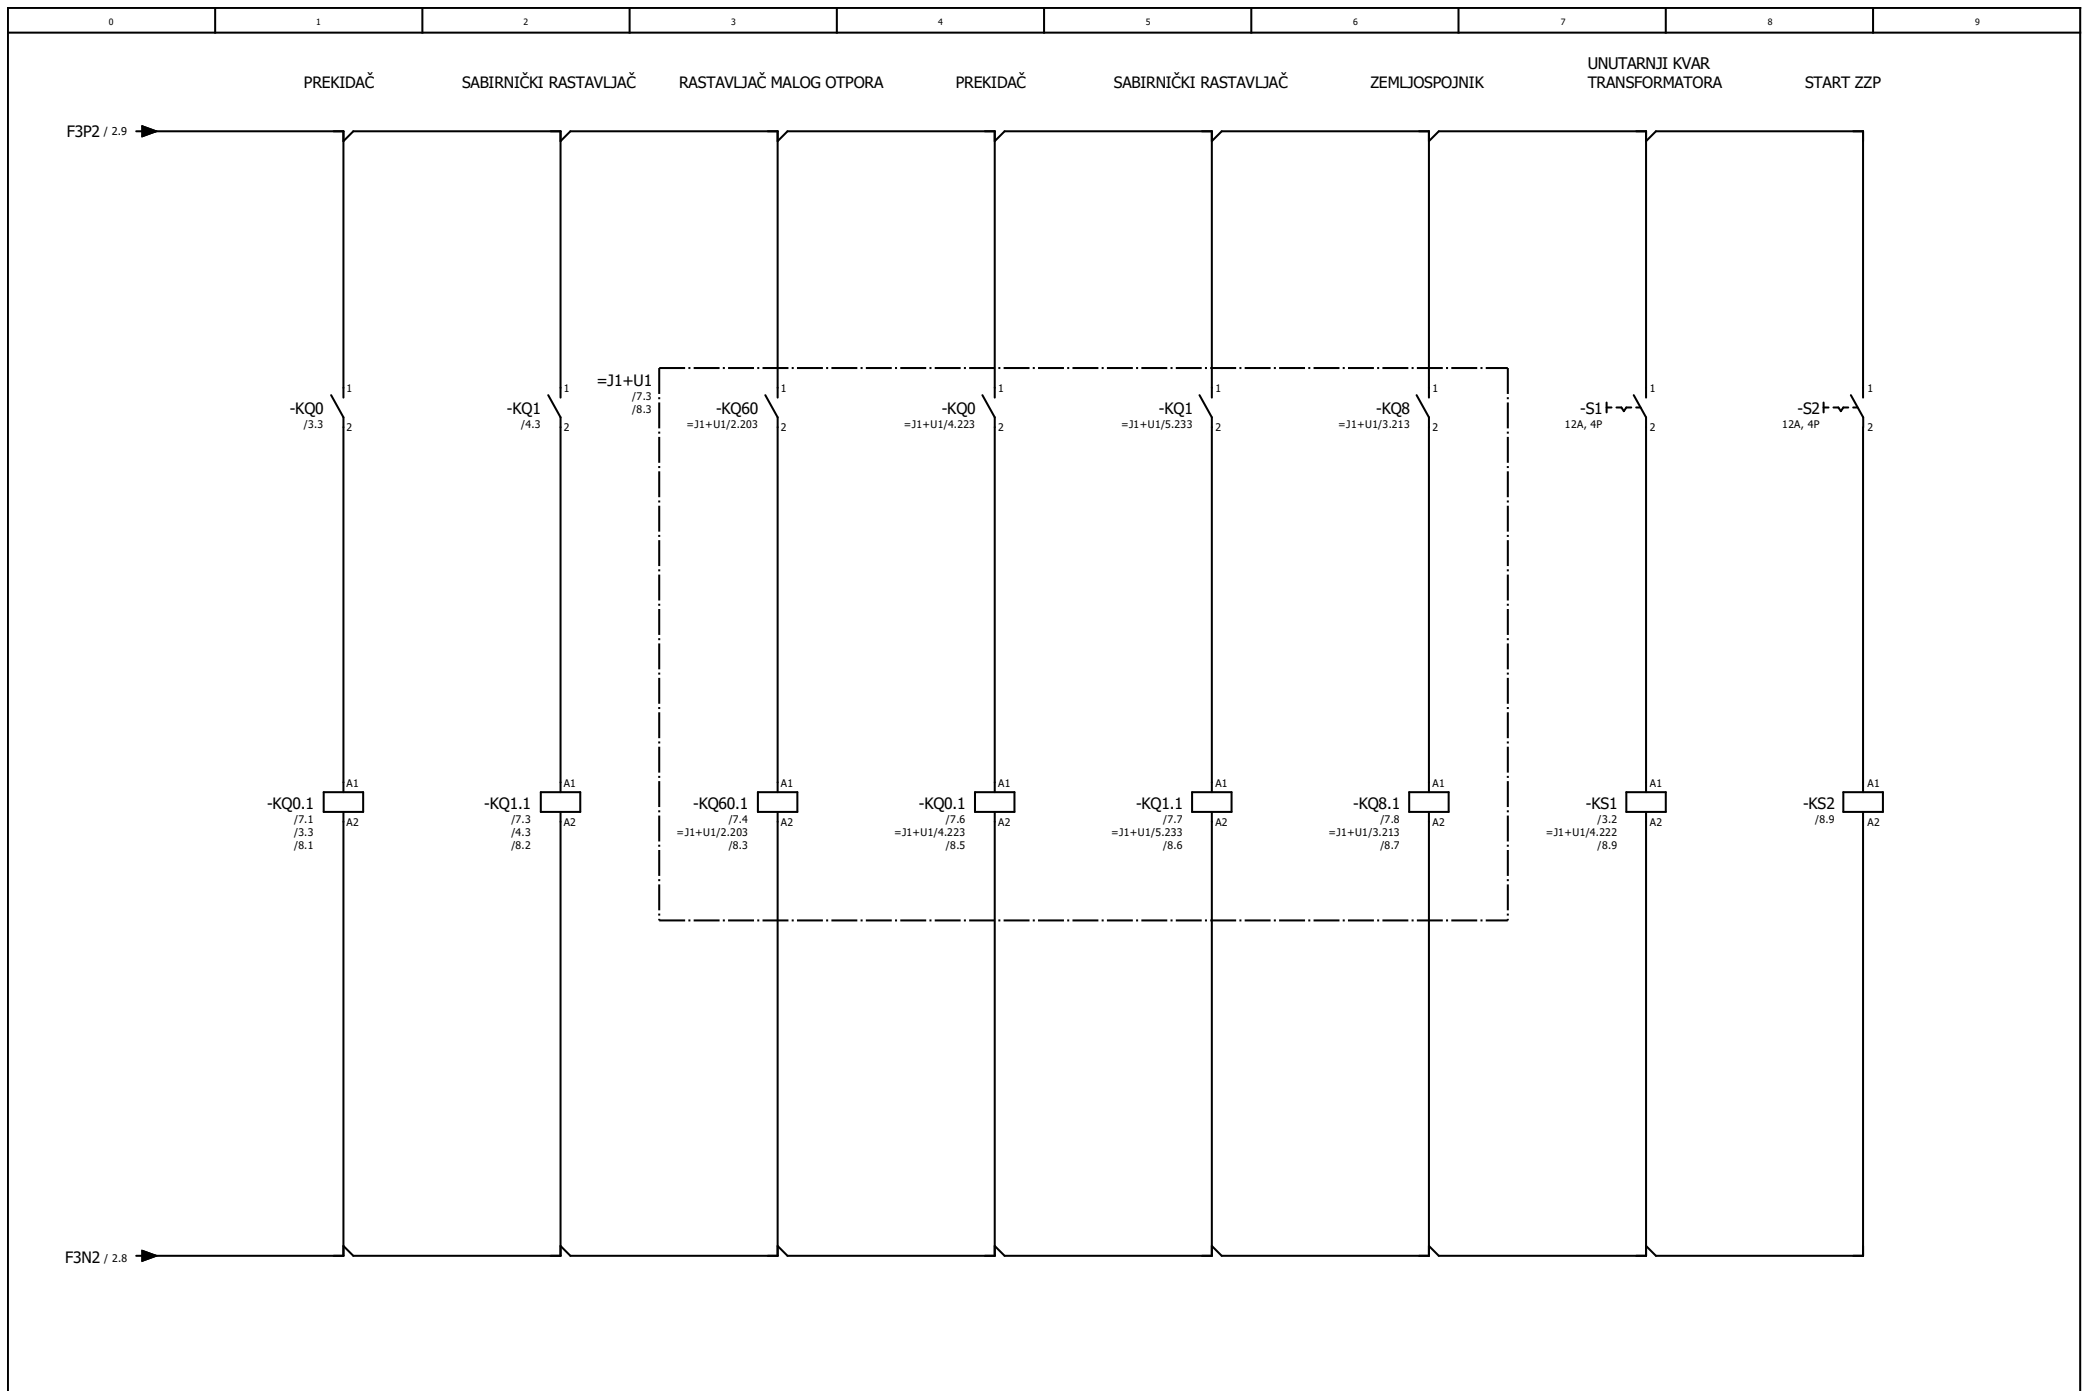 0 1 2 3 4 5 6 7 8 9
PREKIDAČ
SABIRNIČKI RASTAVLJAČ
RASTAVLJAČ MALOG OTPORA
PREKIDAČ
SABIRNIČKI RASTAVLJAČ
ZEMLJOSPOJNIK
UNUTARNJI KVAR
TRANSFORMATORA
START ZZP
F3P2 / 2.9
-KQ0
/3.3
1
2
-KQ1
/4.3
1
2
=J1+U1
/7.3
/8.3
-KQ60
=J1+U1/2.203
1
2
-KQ0
=J1+U1/4.223
1
2
-KQ1
=J1+U1/5.233
1
2
-KQ8
=J1+U1/3.213
1
2
-S1
12A, 4P
1
2
-S2
12A, 4P
1
2
-KQ0.1
/7.1
/3.3
/8.1
A1
A2
-KQ1.1
/7.3
/4.3
/8.2
A1
A2
-KQ60.1
/7.4
=J1+U1/2.203
/8.3
A1
A2
-KQ0.1
/7.6
=J1+U1/4.223
/8.5
A1
A2
-KQ1.1
/7.7
=J1+U1/5.233
/8.6
A1
A2
-KQ8.1
/7.8
=J1+U1/3.213
/8.7
A1
A2
-KS1
/3.2
=J1+U1/4.222
/8.9
A1
A2
-KS2
/8.9
A1
A2
F3N2 / 2.8